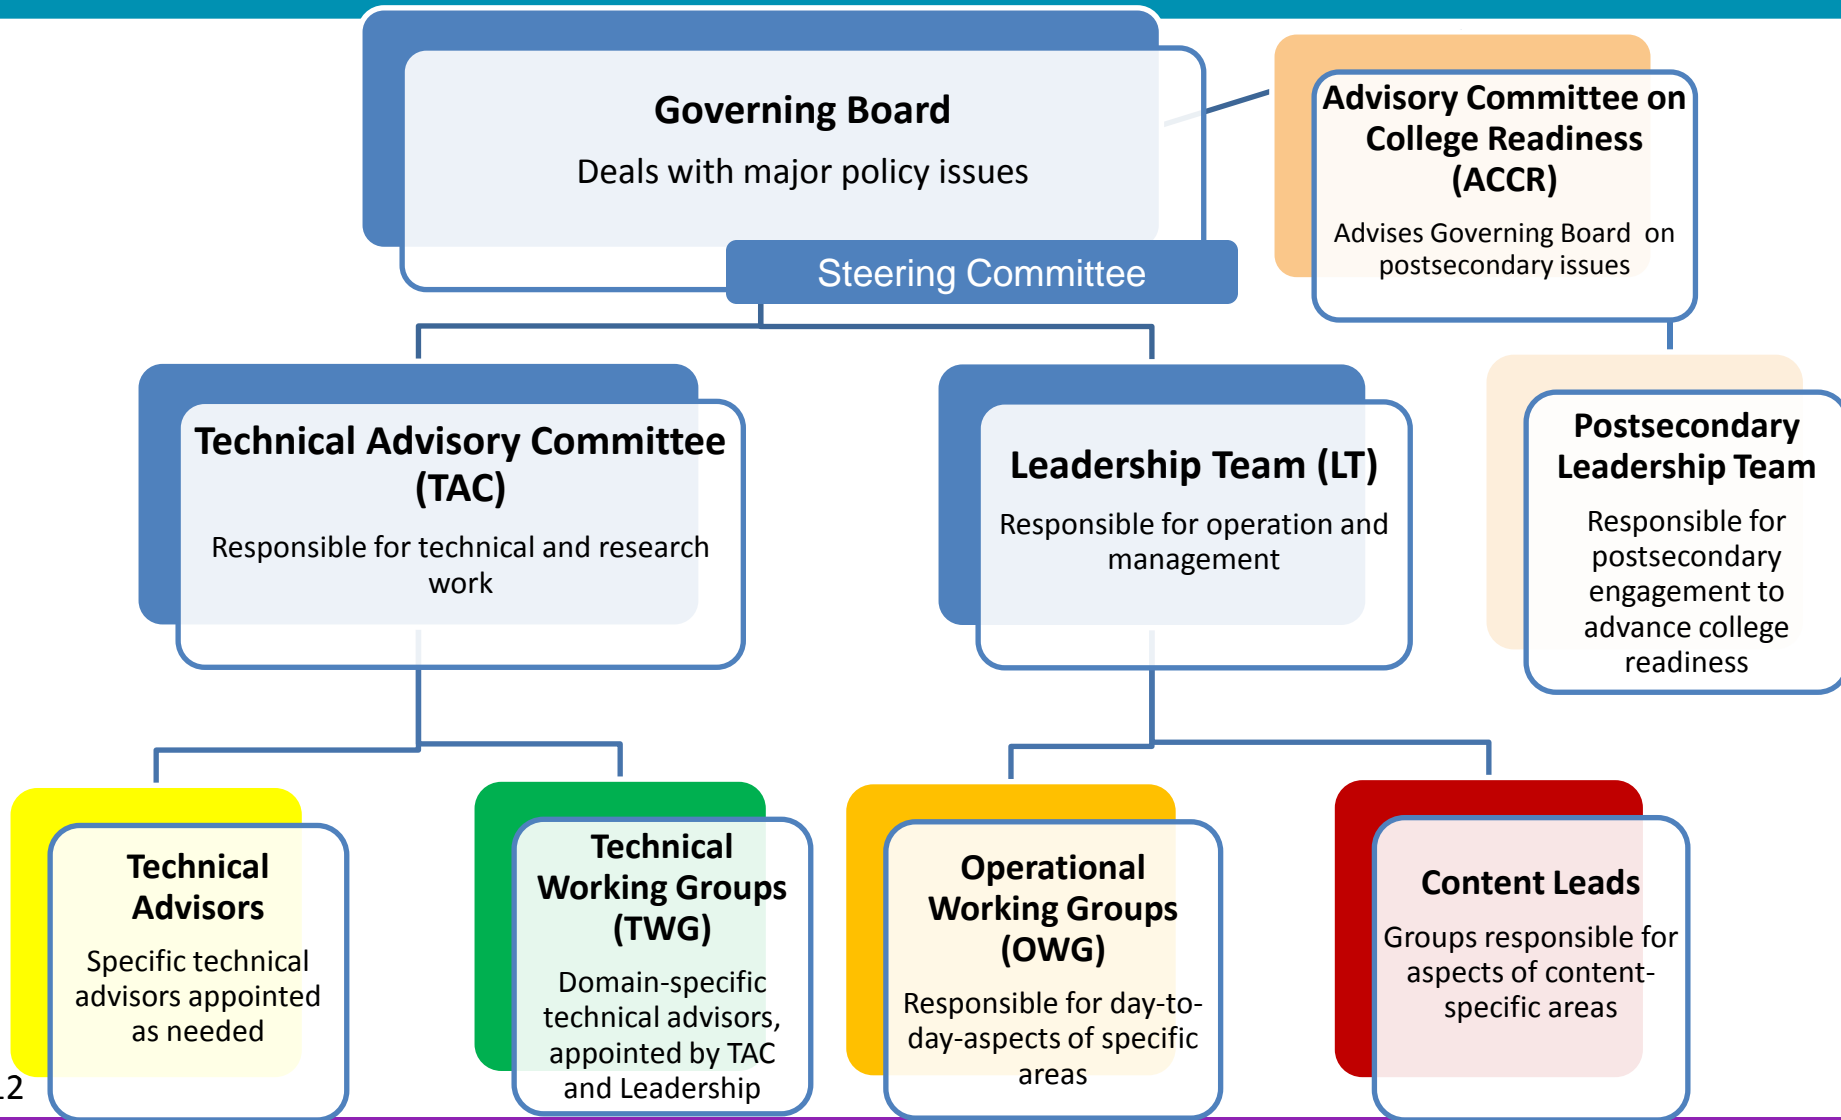 Governing Board
Deals with major policy issues
Steering Committee
Advisory Committee on
College Readiness
(ACCR)
Advises Governing Board  on
postsecondary issues
Technical Advisory Committee
(TAC)
Responsible for technical and research
work
Leadership Team (LT)
Responsible for operation and
management
Postsecondary
Leadership Team
Responsible for
postsecondary
engagement to
advance college
readiness
Technical
Advisors
Specific technical
advisors appointed
as needed
Technical
Working Groups
(TWG)
Domain-specific
technical advisors,
appointed by TAC
and Leadership
Operational
Working Groups
(OWG)
Responsible for day-to-
day-aspects of specific
areas
Content Leads
Groups responsible for
aspects of content-
specific areas